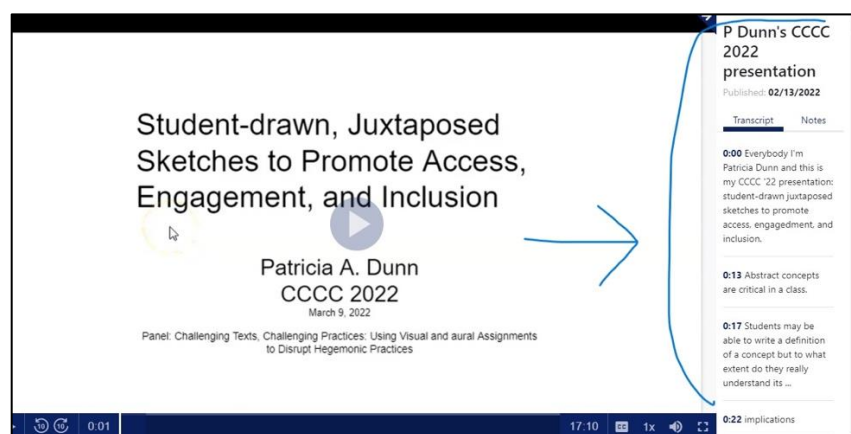 Student-drawn, Juxtaposed
Sketches to Promote Access,
Engagement, and Inclusion
Patricia A. Dunn
CCCC 2022
March 9, 2022
Panel: Challenging Texts, Challenging Practices: Using Visual and aural Assignments
to Disrupt Hegemonic Practices
10 10 0:01 17:10 CC 1x
P Dunn's CCCC
2022
presentation
Published: 02/13/2022
Transcript Notes
0:00 Everybody I'm
Patricia Dunn and this is
my CCCC '22 presentation:
student-drawn juxtaposed
sketches to promote
access, engagedment, and
inclusion.
0:13 Abstract concepts
are critical in a class.
0:17 Students may be
able to write a definition
of a concept but to what
extent do they really
understand its ...
0:22 implications